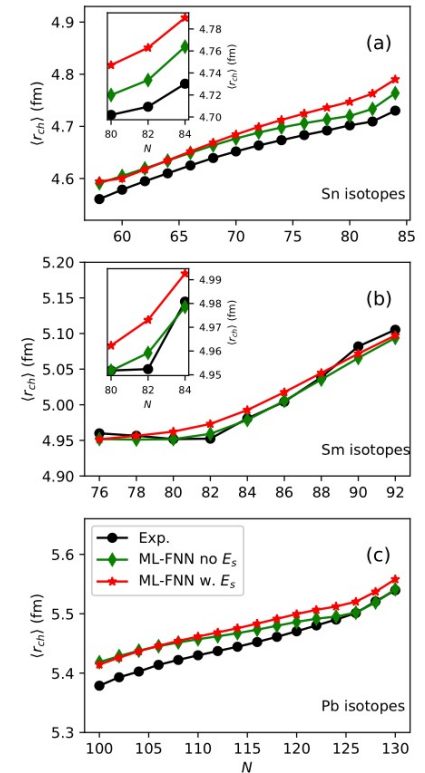 4.9
4.8
4.7
4.6
⟨r_ch⟩ (fm)
4.78
4.76
4.74
4.72
4.70
⟨r_ch⟩ (fm)
80 82 84
N
(a)
Sn isotopes
60 65 70 75 80 85
5.20
5.15
5.10
5.05
5.00
4.95
4.90
⟨r_ch⟩ (fm)
4.99
4.98
4.97
4.96
4.95
⟨r_ch⟩ (fm)
80 82 84
N
(b)
Sm isotopes
76 78 80 82 84 86 88 90 92
5.6
5.5
5.4
5.3
⟨r_ch⟩ (fm)
Exp.
ML-FNN no E_s
ML-FNN w. E_s
(c)
Pb isotopes
100 105 110 115 120 125 130
N